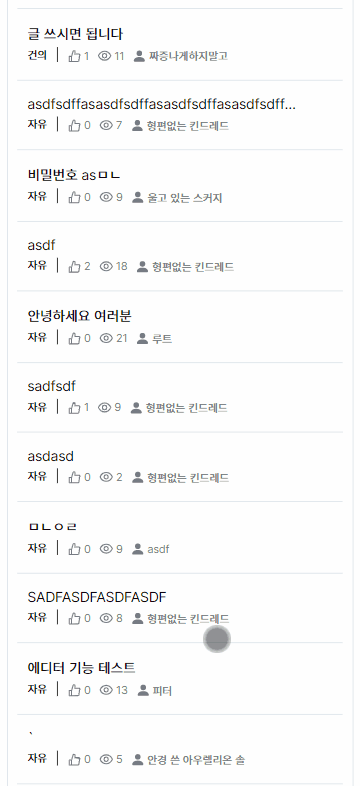 글 쓰시면 됩니다
건의 1 11 짜증나게하지말고
asdfsdffasasdfsdffasasdfsdffasasdfsdff...
자유 0 7 형편없는 킨드레드
비밀번호 asㅁㄴ
자유 0 9 울고 있는 스커지
asdf
자유 2 18 형편없는 킨드레드
안녕하세요 여러분
자유 0 21 루트
sadfsdf
자유 1 9 형편없는 킨드레드
asdasd
자유 0 2 형편없는 킨드레드
ㅁㄴㅇㄹ
자유 0 9 asdf
SADFASDFASDFASDF
자유 0 8 형편없는 킨드레드
에디터 기능 테스트
자유 0 13 피터
`
자유 0 5 안경 쓴 아우렐리온 솔